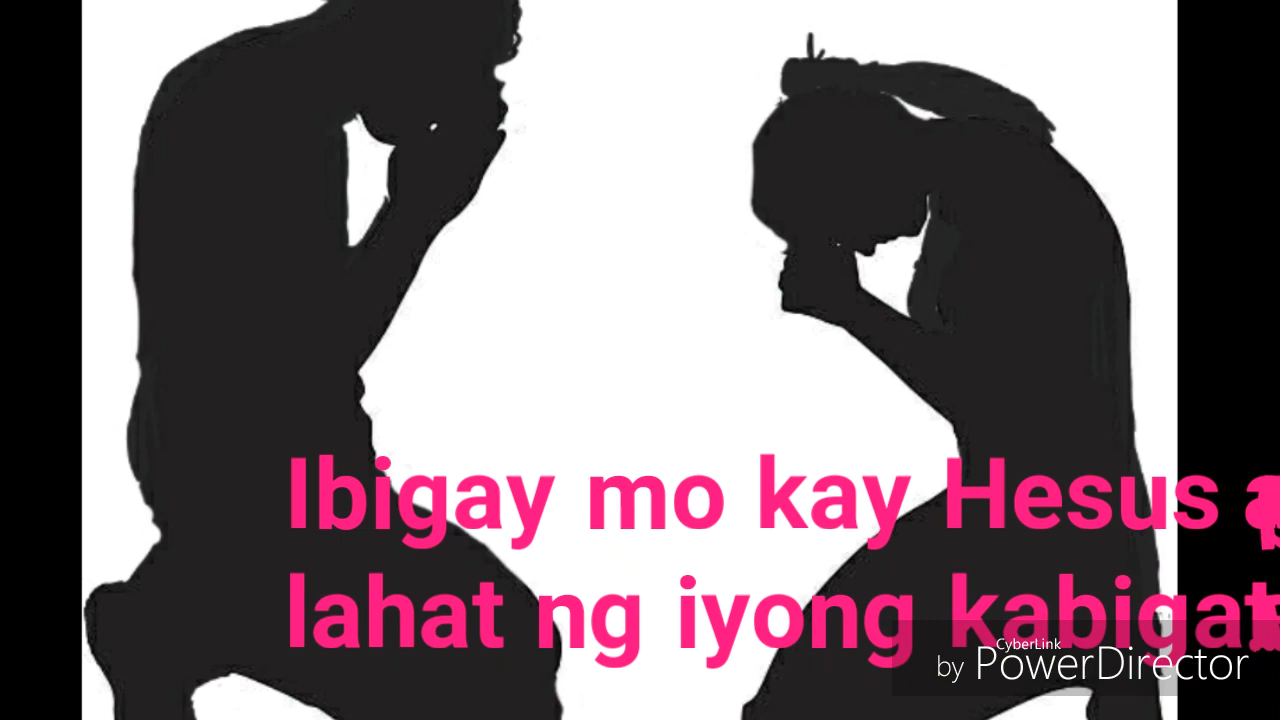 Ibigay mo kay Hesus
lahat ng iyong
CyberLink
by PowerDirector